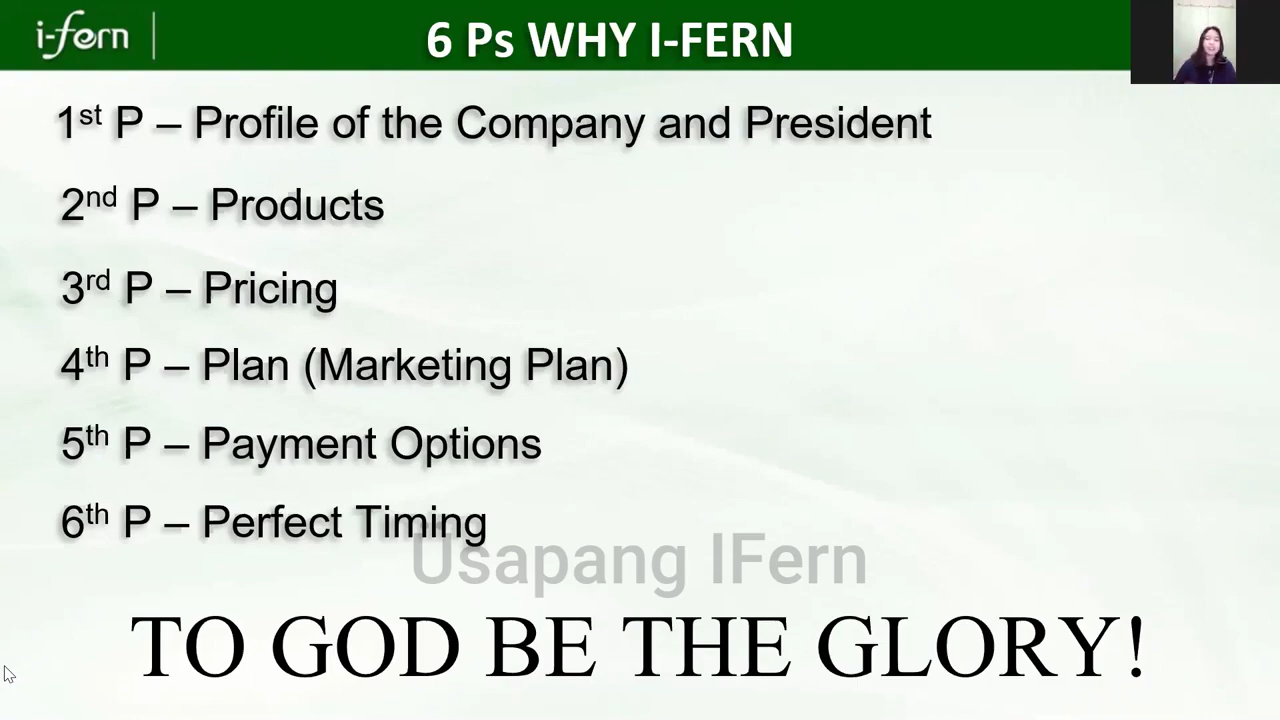 i-fern
6 Ps WHY I-FERN
1st P – Profile of the Company and President
2nd P – Products
3rd P – Pricing
4th P – Plan (Marketing Plan)
5th P – Payment Options
6th P – Perfect Timing
Usapang IFern
TO GOD BE THE GLORY!